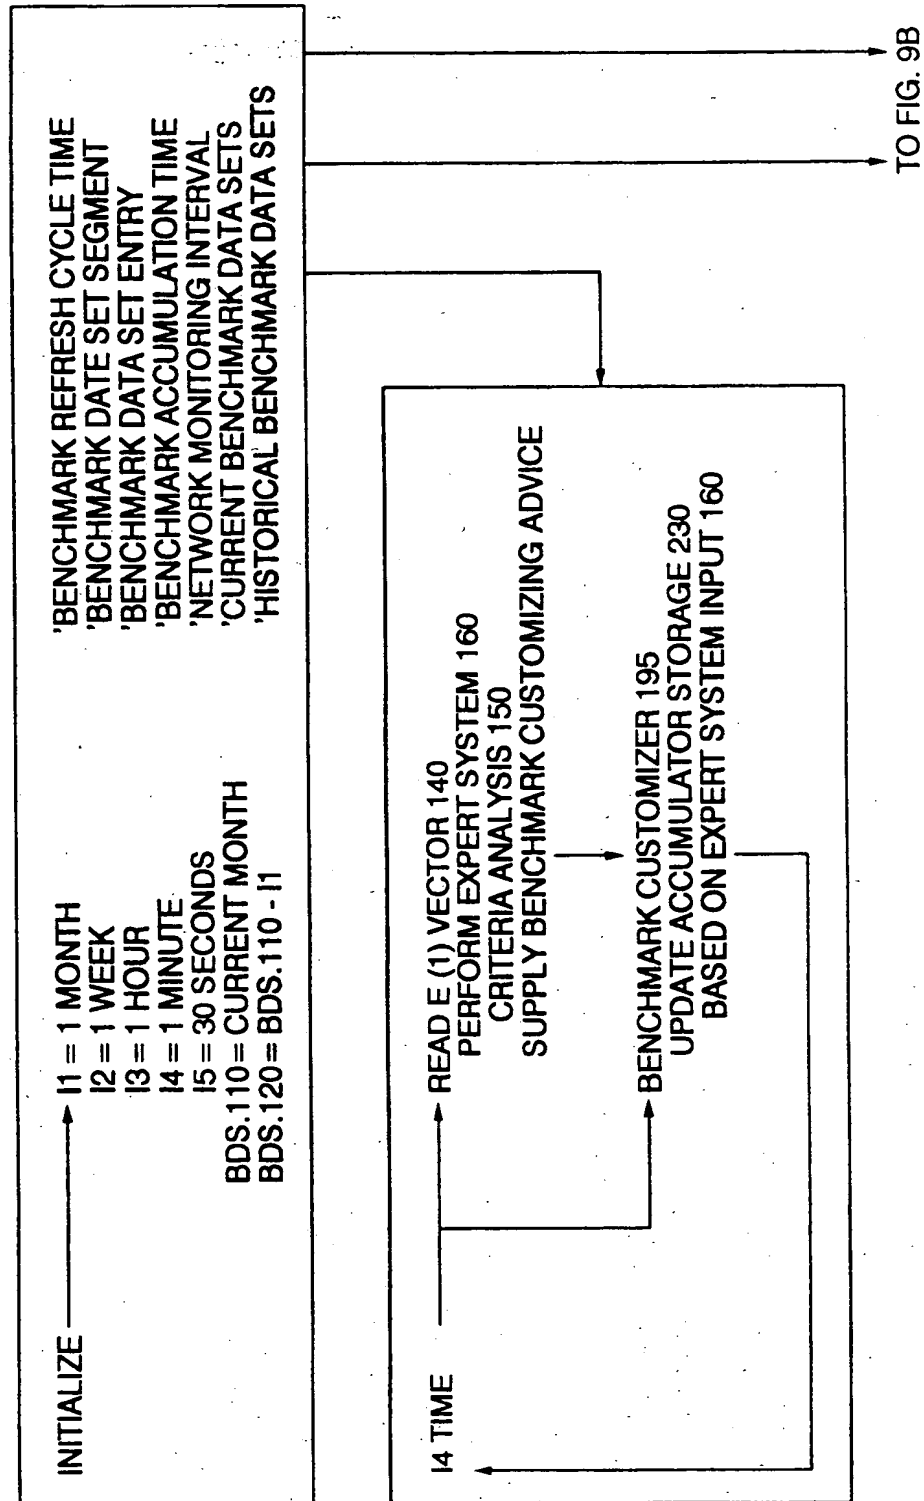 INITIALIZE
I1 = 1 MONTH 'BENCHMARK REFRESH CYCLE TIME
I2 = 1 WEEK 'BENCHMARK DATE SET SEGMENT
I3 = 1 HOUR 'BENCHMARK DATA SET ENTRY
I4 = 1 MINUTE 'BENCHMARK ACCUMULATION TIME
I5 = 30 SECONDS 'NETWORK MONITORING INTERVAL
BDS.110 = CURRENT MONTH 'CURRENT BENCHMARK DATA SETS
BDS.120 = BDS.110 - I1 'HISTORICAL BENCHMARK DATA SETS
I4 TIME
READ E (1) VECTOR 140
PERFORM EXPERT SYSTEM 160
CRITERIA ANALYSIS 150
SUPPLY BENCHMARK CUSTOMIZING ADVICE
BENCHMARK CUSTOMIZER 195
UPDATE ACCUMULATOR STORAGE 230
BASED ON EXPERT SYSTEM INPUT 160
TO FIG. 9B